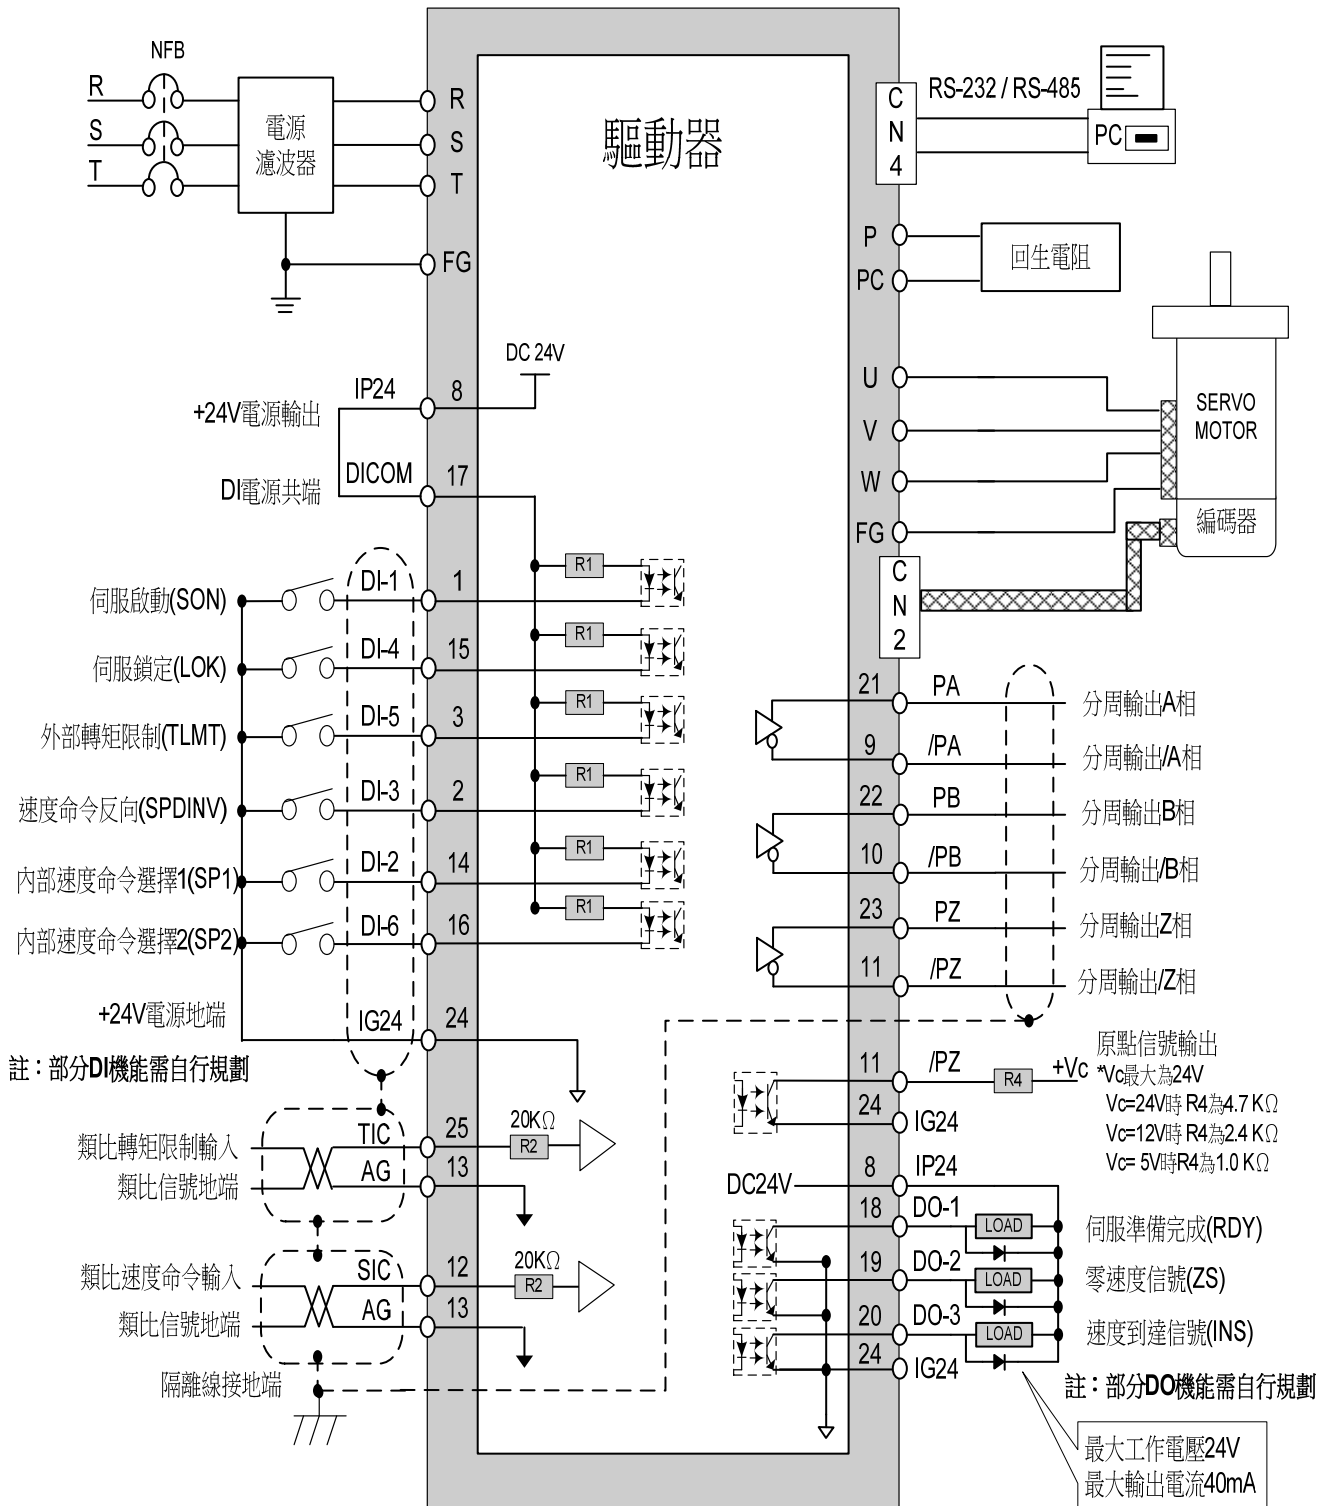 NFB
R
S
T
電源
濾波器
R
S
T
FG
驅動器
C
N
4
RS-232 / RS-485
PC
P
PC
回生電阻
U
V
W
FG
SERVO
MOTOR
編碼器
C
N
2
DC 24V
IP24
8
+24V電源輸出
DICOM
17
DI電源共端
伺服啟動(SON)
DI-1
1
R1
伺服鎖定(LOK)
DI-4
15
R1
外部轉矩限制(TLMT)
DI-5
3
R1
速度命令反向(SPDINV)
DI-3
2
R1
內部速度命令選擇1(SP1)
DI-2
14
R1
內部速度命令選擇2(SP2)
DI-6
16
R1
+24V電源地端
IG24
24
註：部分DI機能需自行規劃
類比轉矩限制輸入
TIC
25
20KΩ
R2
類比信號地端
AG
13
類比速度命令輸入
SIC
12
20KΩ
R2
類比信號地端
AG
13
隔離線接地端
21
PA
分周輸出A相
9
/PA
分周輸出/A相
22
PB
分周輸出B相
10
/PB
分周輸出/B相
23
PZ
分周輸出Z相
11
/PZ
分周輸出/Z相
11
/PZ
R4
+Vc
24
IG24
原點信號輸出
*Vc最大為24V
Vc=24V時 R4為4.7 KΩ
Vc=12V時 R4為2.4 KΩ
Vc= 5V時R4為1.0 KΩ
DC24V
8
IP24
18
DO-1
LOAD
伺服準備完成(RDY)
19
DO-2
LOAD
零速度信號(ZS)
20
DO-3
LOAD
速度到達信號(INS)
24
IG24
註：部分DO機能需自行規劃
最大工作電壓24V
最大輸出電流40mA